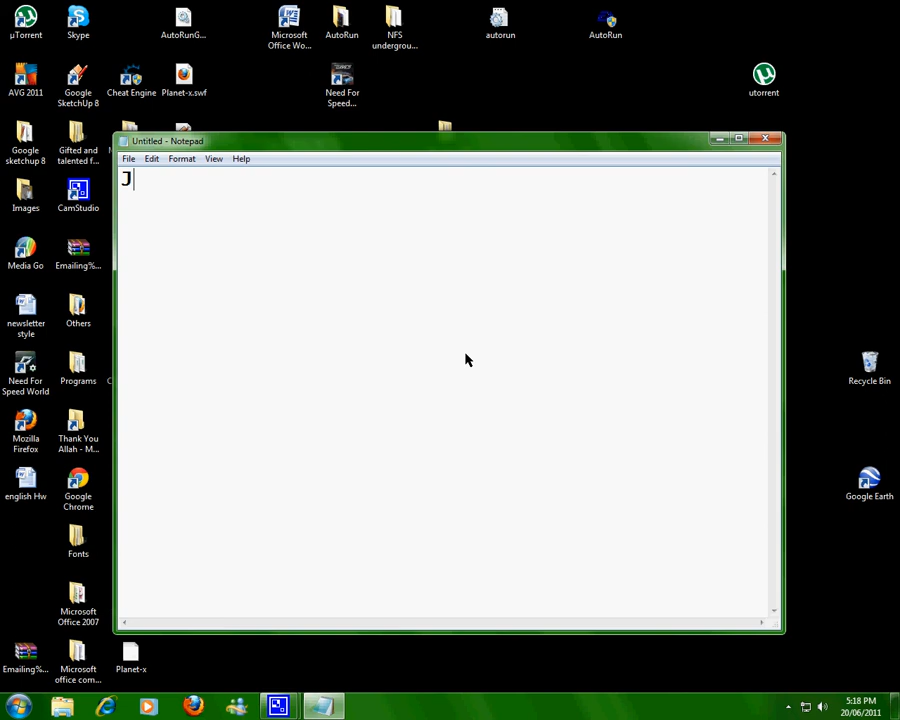 µTorrent
Skype
AutoRunG...
Microsoft
Office Wo...
AutoRun
NFS
undergrou...
autorun
AutoRun
AVG 2011
Google
SketchUp 8
Cheat Engine
Planet-x.swf
Need For
Speed...
utorrent
Google
sketchup 8
Gifted and
talented f...
Untitled - Notepad
File Edit Format View Help
J
Images
CamStudio
Media Go
Emailing%...
newsletter
style
Others
Need For
Speed World
Programs
Recycle Bin
Mozilla
Firefox
Thank You
Allah - M...
english Hw
Google
Chrome
Google Earth
Fonts
Microsoft
Office 2007
Emailing%...
Microsoft
office com...
Planet-x
5:18 PM
20/06/2011